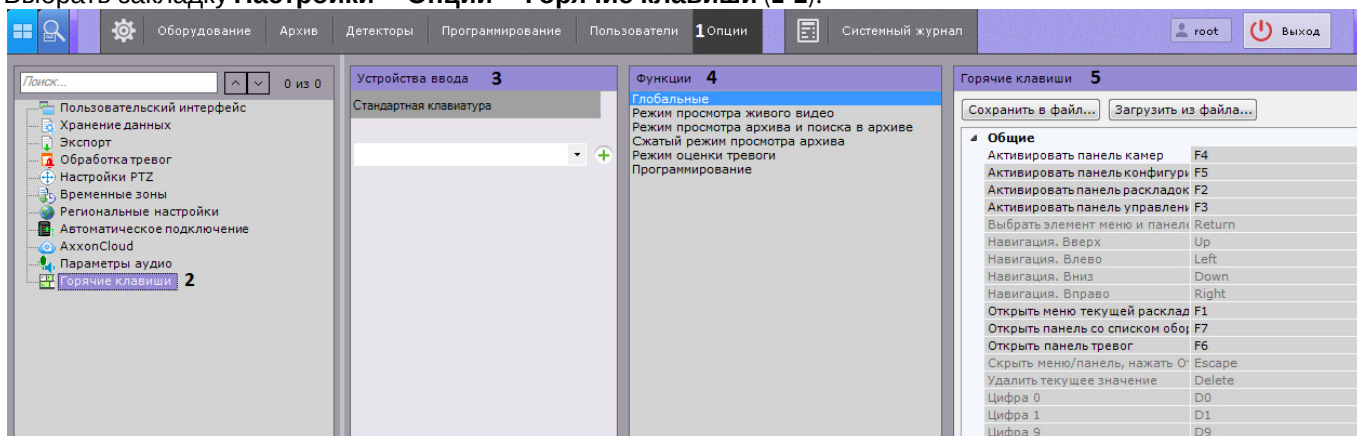 Выбрать закладку Настройки – Опции – Горячие клавиши (1-2).
Оборудование Архив Детекторы Программирование Пользователи 1 Опции Системный журнал root Выход
Поиск... 0 из 0
Пользовательский интерфейс
Хранение данных
Экспорт
Обработка тревог
Настройки PTZ
Временные зоны
Региональные настройки
Автоматическое подключение
AxxonCloud
Параметры аудио
Горячие клавиши 2
Устройства ввода 3
Стандартная клавиатура
Функции 4
Глобальные
Режим просмотра живого видео
Режим просмотра архива и поиска в архиве
Сжатый режим просмотра архива
Режим оценки тревоги
Программирование
Горячие клавиши 5
Сохранить в файл... Загрузить из файла...
Общие
Активировать панель камер F4
Активировать панель конфигури F5
Активировать панель раскладок F2
Активировать панель управлени F3
Выбрать элемент меню и панели Return
Навигация. Вверх Up
Навигация. Влево Left
Навигация. Вниз Down
Навигация. Вправо Right
Открыть меню текущей расклад F1
Открыть панель со списком обор F7
Открыть панель тревог F6
Скрыть меню/панель, нажать О Escape
Удалить текущее значение Delete
Цифра 0 D0
Цифра 1 D1
Цифра 9 D9